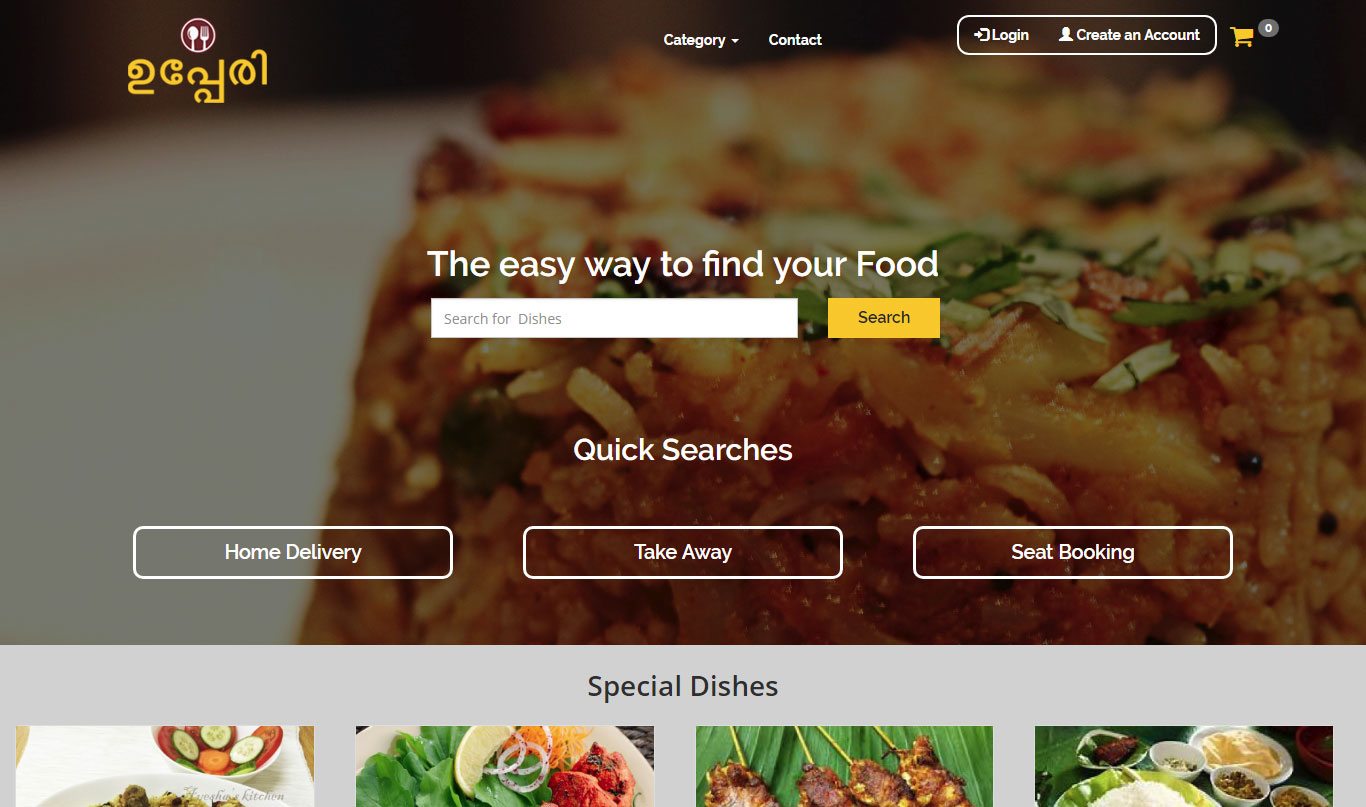 ഉപ്പേരി
Category
Contact
Login
Create an Account
0
The easy way to find your Food
Search for Dishes
Search
Quick Searches
Home Delivery
Take Away
Seat Booking
Special Dishes